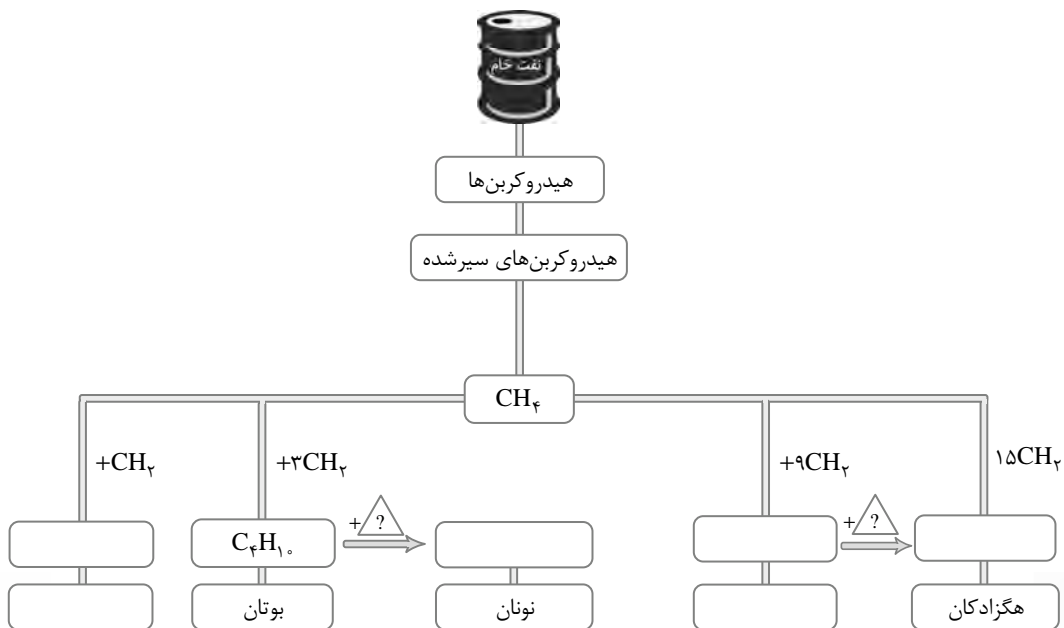 نفت خام
هیدروکربن‌ها
هیدروکربن‌های سیرشده
CH۴
+CH۲
+۳CH۲
+۹CH۲
۱۵CH۲
C۴H۱۰
+?
+?
بوتان
نونان
هگزادکان